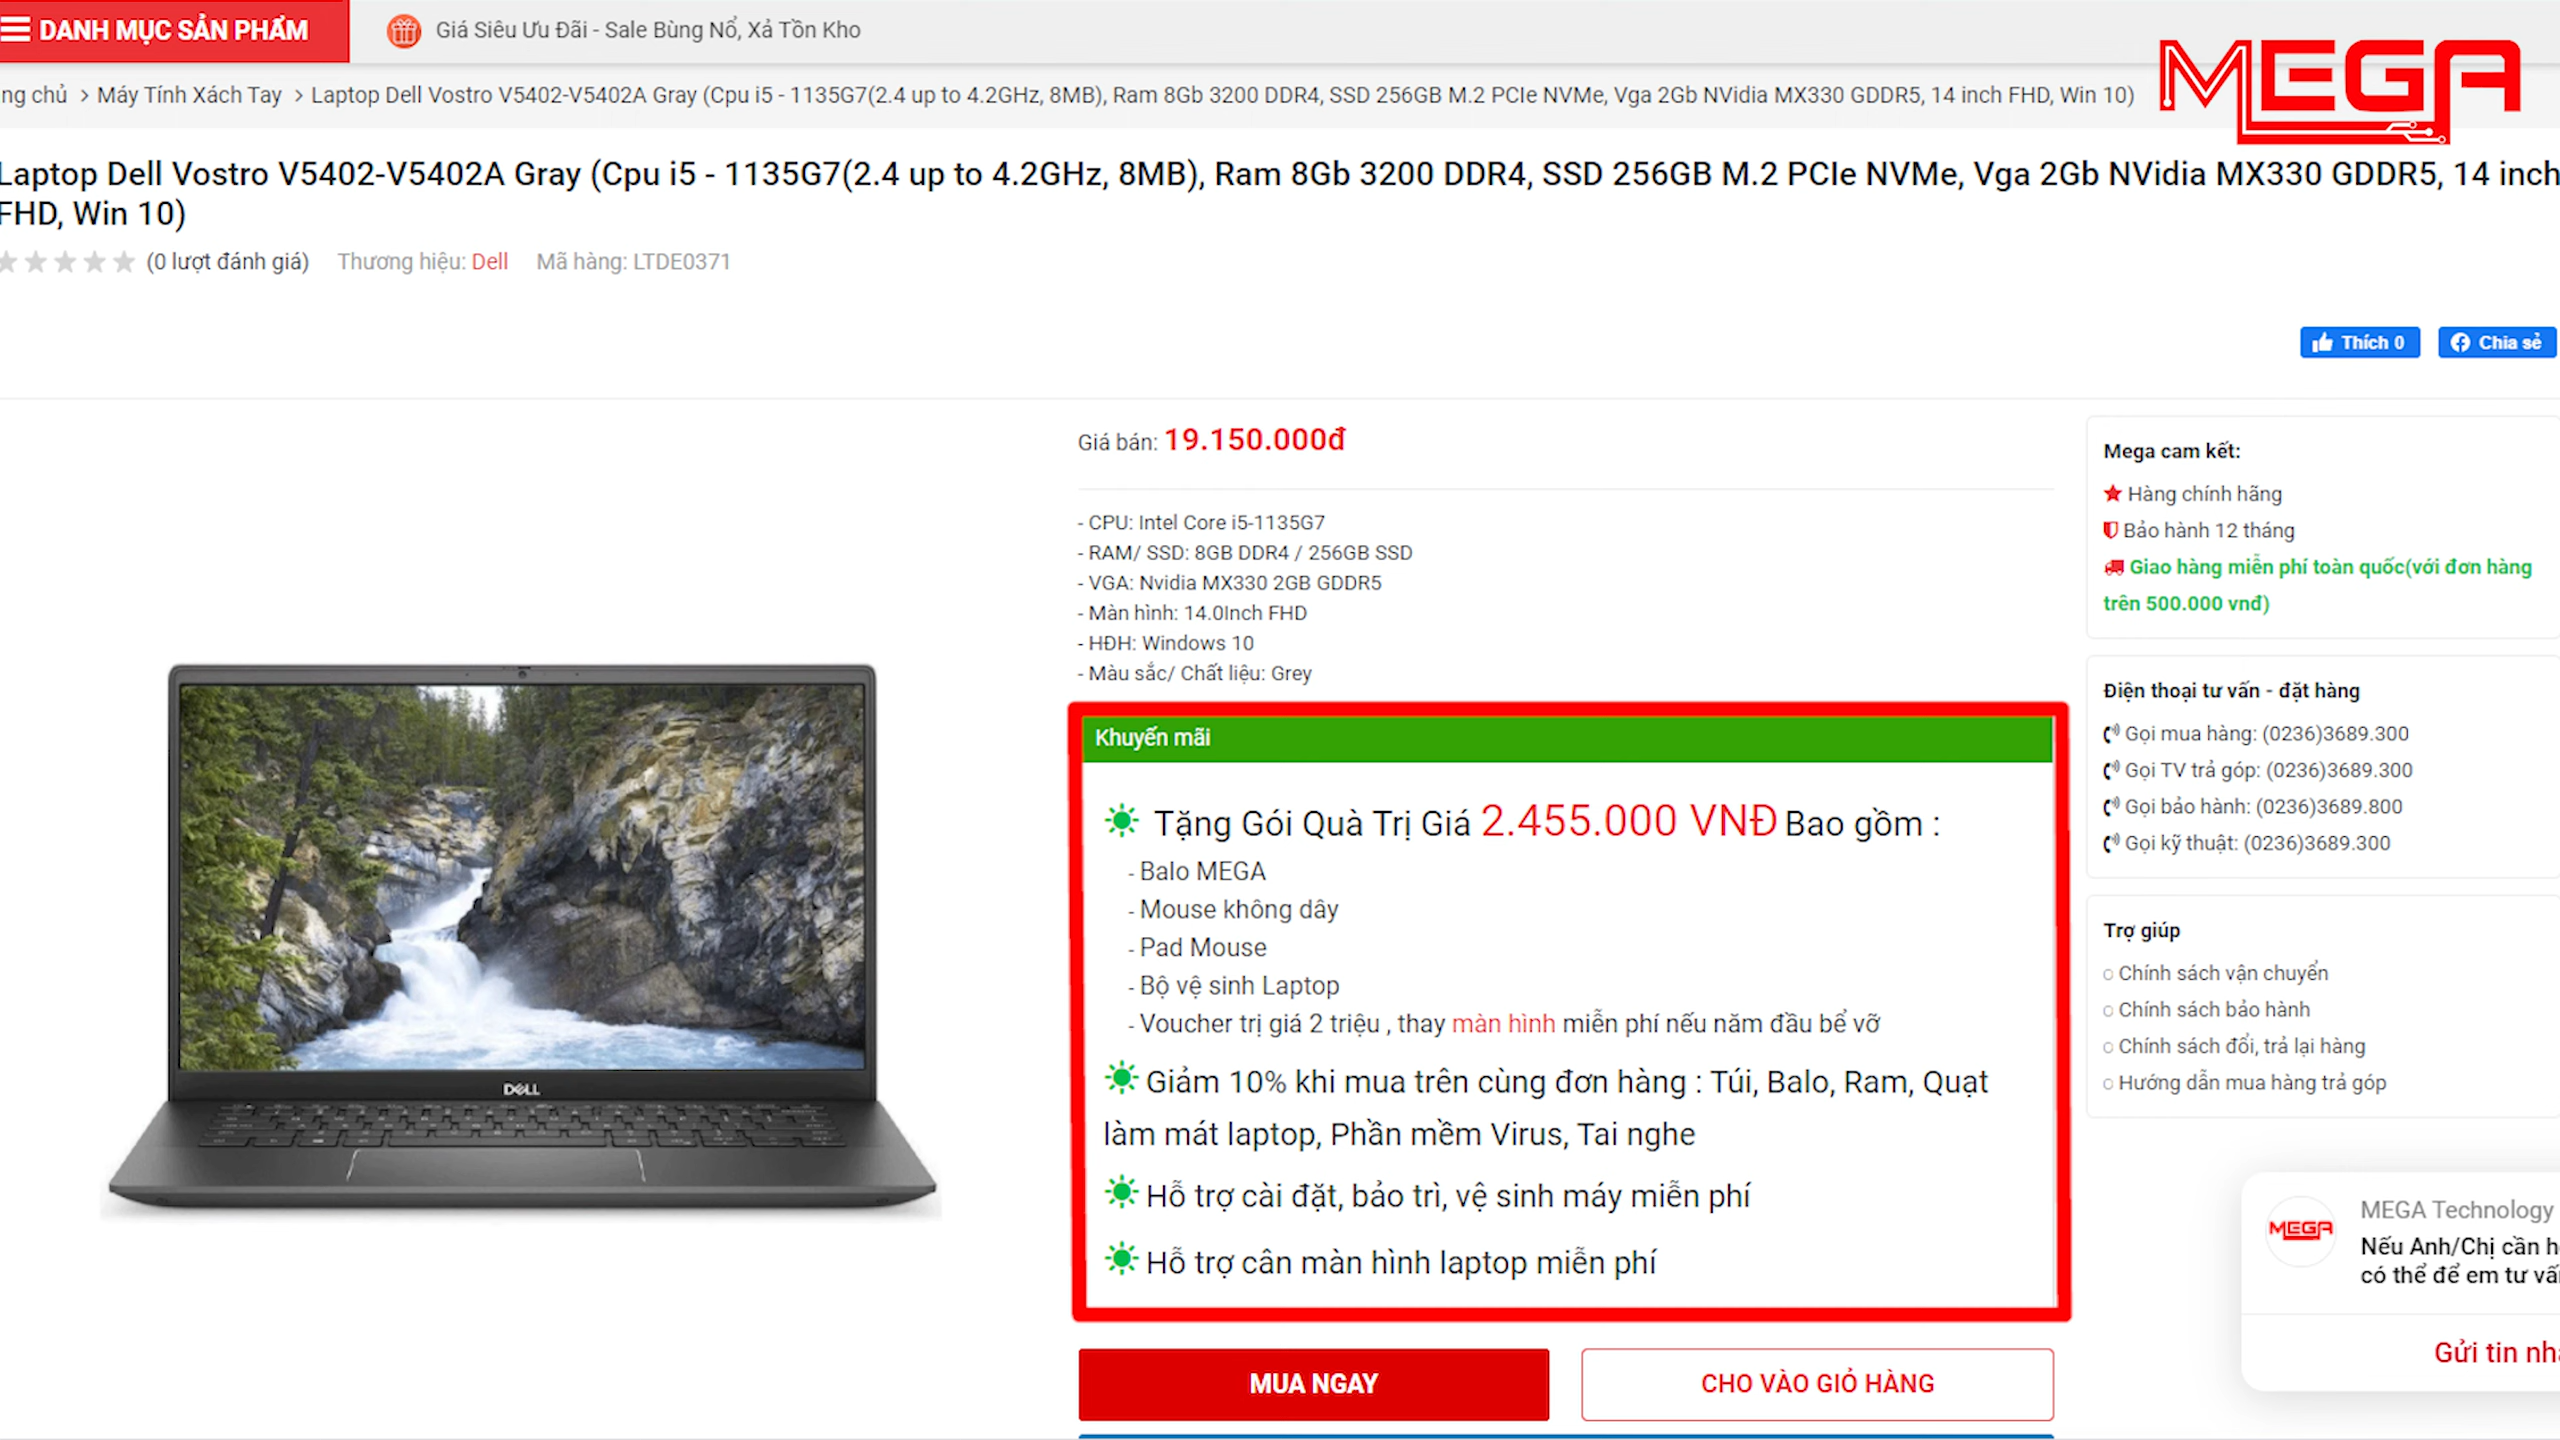 DANH MỤC SẢN PHẨM
Giá Siêu Ưu Đãi - Sale Bùng Nổ, Xả Tồn Kho
MEGA
ng chủ > Máy Tính Xách Tay > Laptop Dell Vostro V5402-V5402A Gray (Cpu i5 - 1135G7(2.4 up to 4.2GHz, 8MB), Ram 8Gb 3200 DDR4, SSD 256GB M.2 PCIe NVMe, Vga 2Gb NVidia MX330 GDDR5, 14 inch FHD, Win 10)
Laptop Dell Vostro V5402-V5402A Gray (Cpu i5 - 1135G7(2.4 up to 4.2GHz, 8MB), Ram 8Gb 3200 DDR4, SSD 256GB M.2 PCIe NVMe, Vga 2Gb NVidia MX330 GDDR5, 14 inch
FHD, Win 10)
(0 lượt đánh giá) Thương hiệu: Dell Mã hàng: LTDE0371
Thích 0 Chia sẻ
Giá bán: 19.150.000đ
- CPU: Intel Core i5-1135G7
- RAM/ SSD: 8GB DDR4 / 256GB SSD
- VGA: Nvidia MX330 2GB GDDR5
- Màn hình: 14.0Inch FHD
- HĐH: Windows 10
- Màu sắc/ Chất liệu: Grey
Khuyến mãi
Tặng Gói Quà Trị Giá 2.455.000 VNĐ Bao gồm :
- Balo MEGA
- Mouse không dây
- Pad Mouse
- Bộ vệ sinh Laptop
- Voucher trị giá 2 triệu , thay màn hình miễn phí nếu năm đầu bể vỡ
Giảm 10% khi mua trên cùng đơn hàng : Túi, Balo, Ram, Quạt
làm mát laptop, Phần mềm Virus, Tai nghe
Hỗ trợ cài đặt, bảo trì, vệ sinh máy miễn phí
Hỗ trợ cân màn hình laptop miễn phí
MUA NGAY
CHO VÀO GIỎ HÀNG
DELL
Mega cam kết:
Hàng chính hãng
Bảo hành 12 tháng
Giao hàng miễn phí toàn quốc(với đơn hàng
trên 500.000 vnđ)
Điện thoại tư vấn - đặt hàng
Gọi mua hàng: (0236)3689.300
Gọi TV trả góp: (0236)3689.300
Gọi bảo hành: (0236)3689.800
Gọi kỹ thuật: (0236)3689.300
Trợ giúp
Chính sách vận chuyển
Chính sách bảo hành
Chính sách đổi, trả lại hàng
Hướng dẫn mua hàng trả góp
MEGA
MEGA Technology
Nếu Anh/Chị cần h
có thể để em tư vấ
Gửi tin nhắ